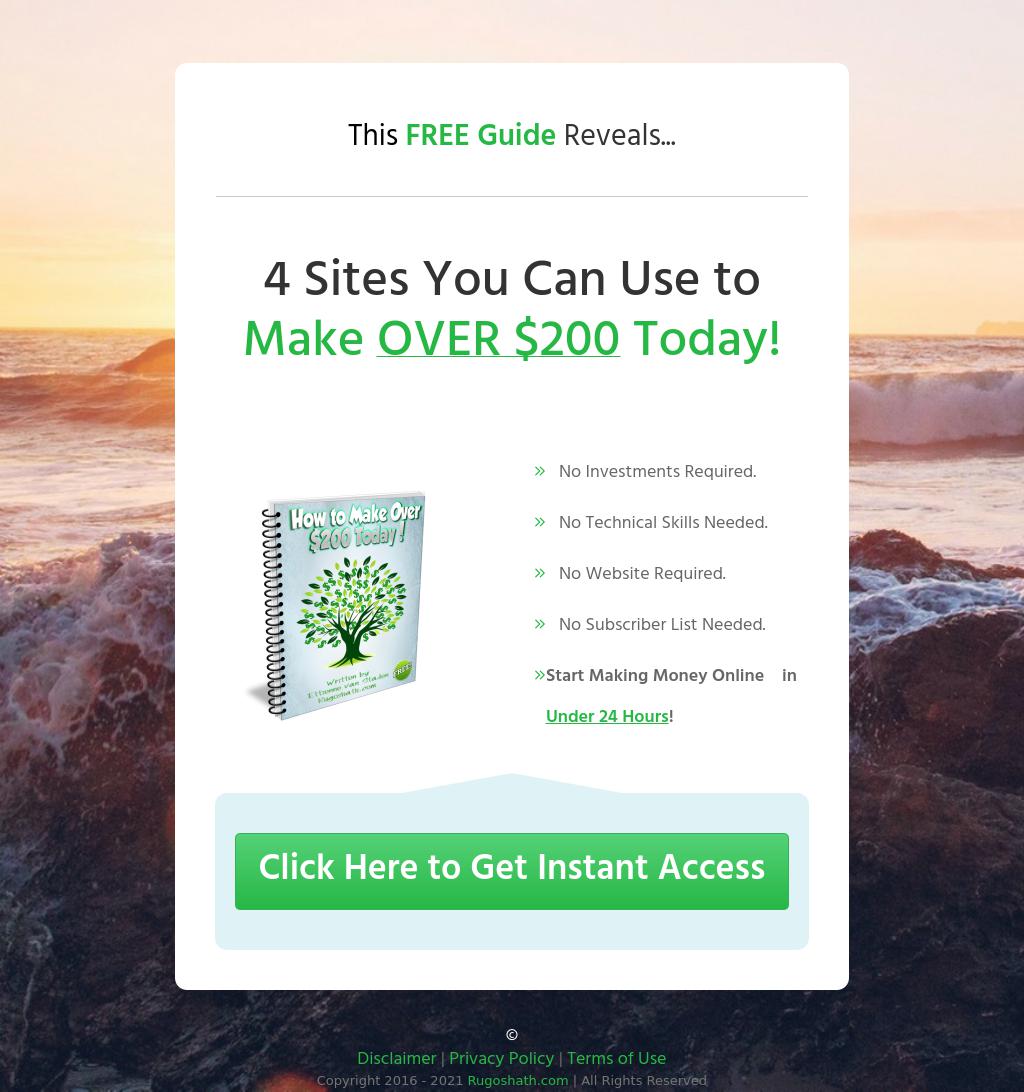 This FREE Guide Reveals...
4 Sites You Can Use to
Make OVER $200 Today!
» No Investments Required.
» No Technical Skills Needed.
» No Website Required.
» No Subscriber List Needed.
»Start Making Money Online in
Under 24 Hours!
How to Make Over
$200 Today!
Written by
Rugoshath.com
FREE
Click Here to Get Instant Access
©
Disclaimer | Privacy Policy | Terms of Use
Copyright 2016 - 2021 Rugoshath.com | All Rights Reserved